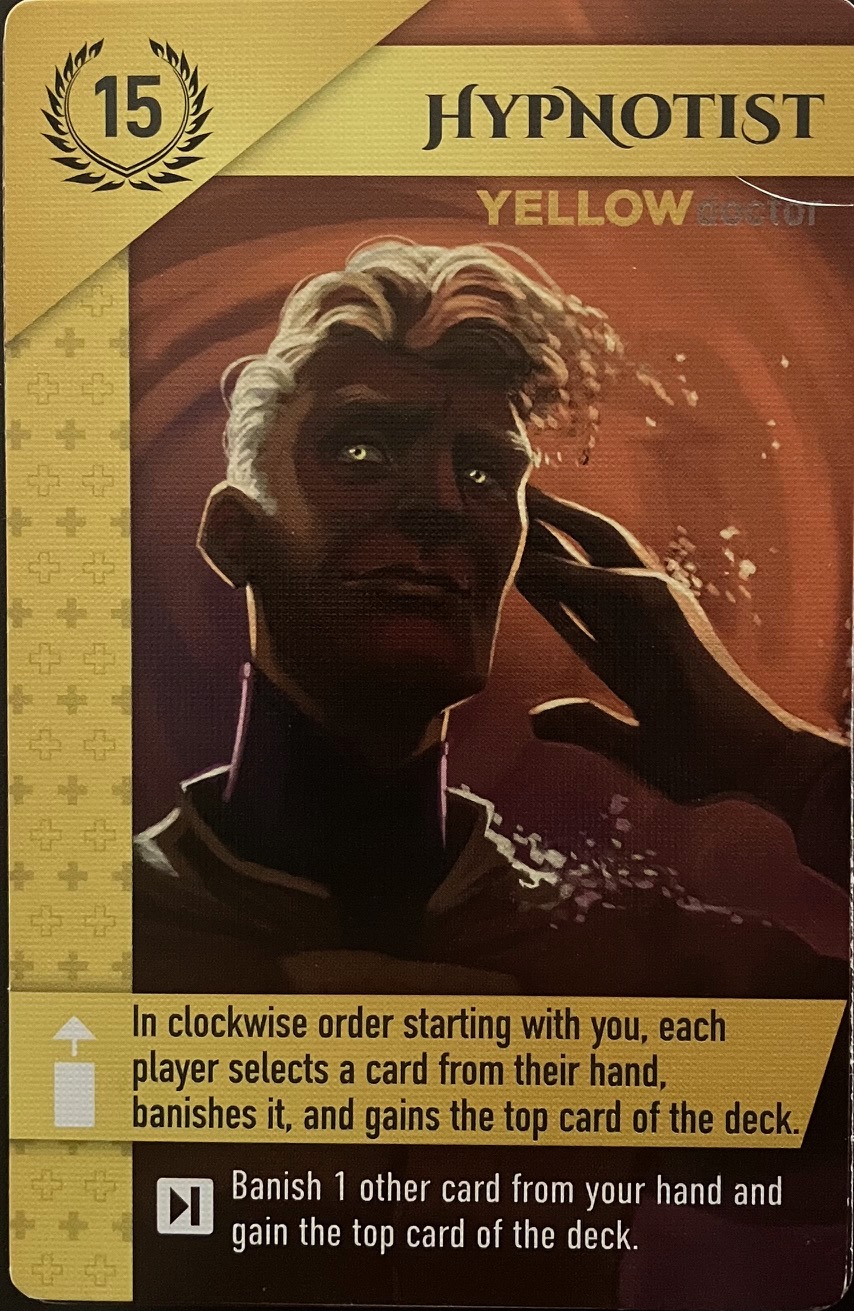 15
HYPNOTIST
YELLOWdoctor
In clockwise order starting with you, each
player selects a card from their hand,
banishes it, and gains the top card of the deck.
Banish 1 other card from your hand and
gain the top card of the deck.